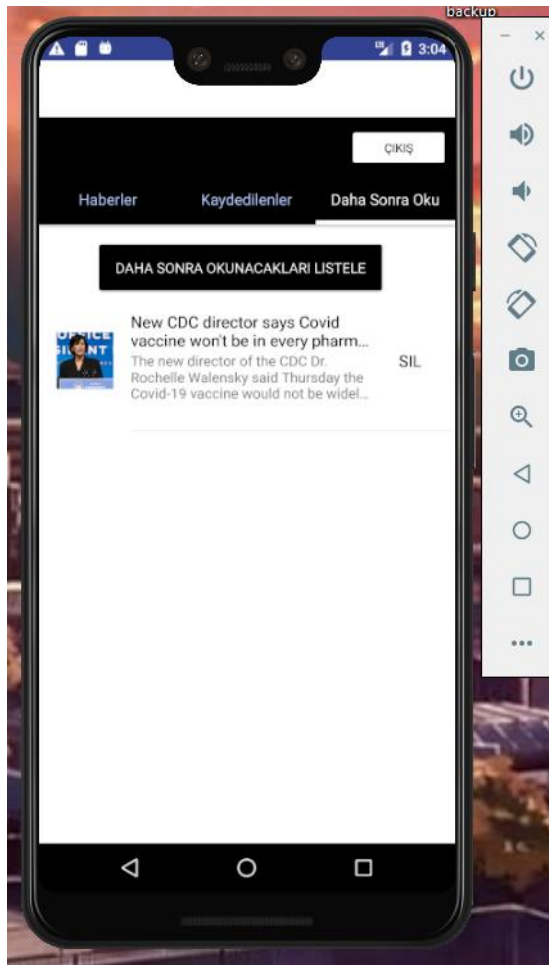 backup
3:04
ÇIKIŞ
Haberler Kaydedilenler Daha Sonra Oku
DAHA SONRA OKUNACAKLARI LISTELE
New CDC director says Covid
vaccine won't be in every pharm...
The new director of the CDC Dr.
Rochelle Walensky said Thursday the
Covid-19 vaccine would not be widel...
SIL